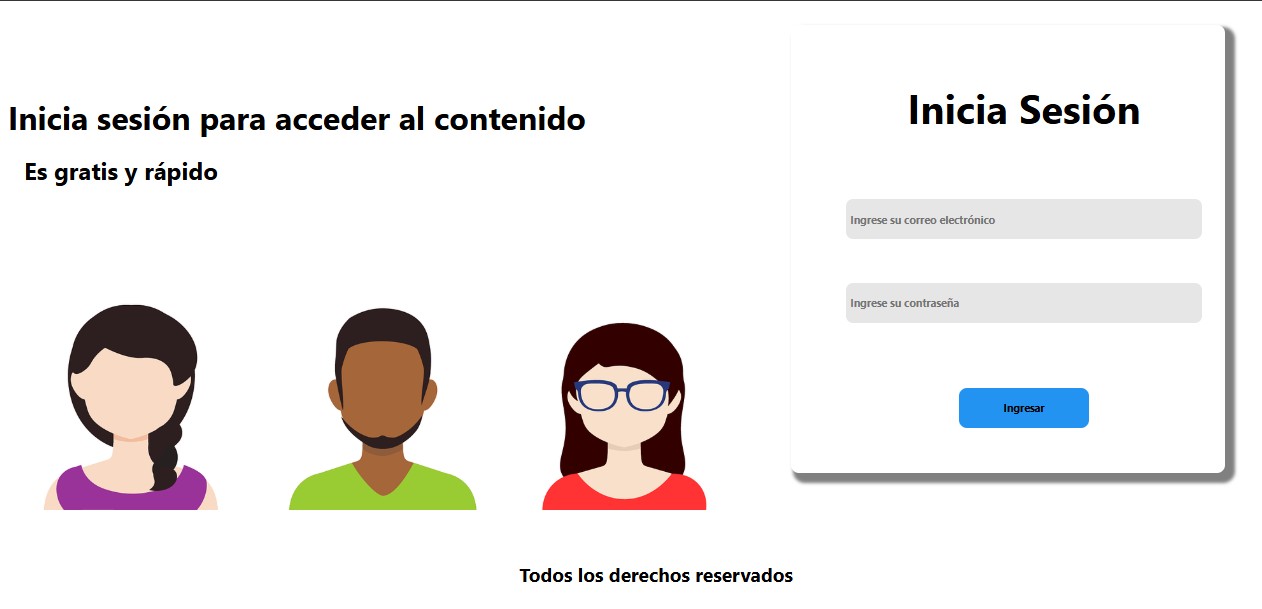 Inicia sesión para acceder al contenido
Es gratis y rápido
Inicia Sesión
Ingrese su correo electrónico
Ingrese su contraseña
Ingresar
Todos los derechos reservados